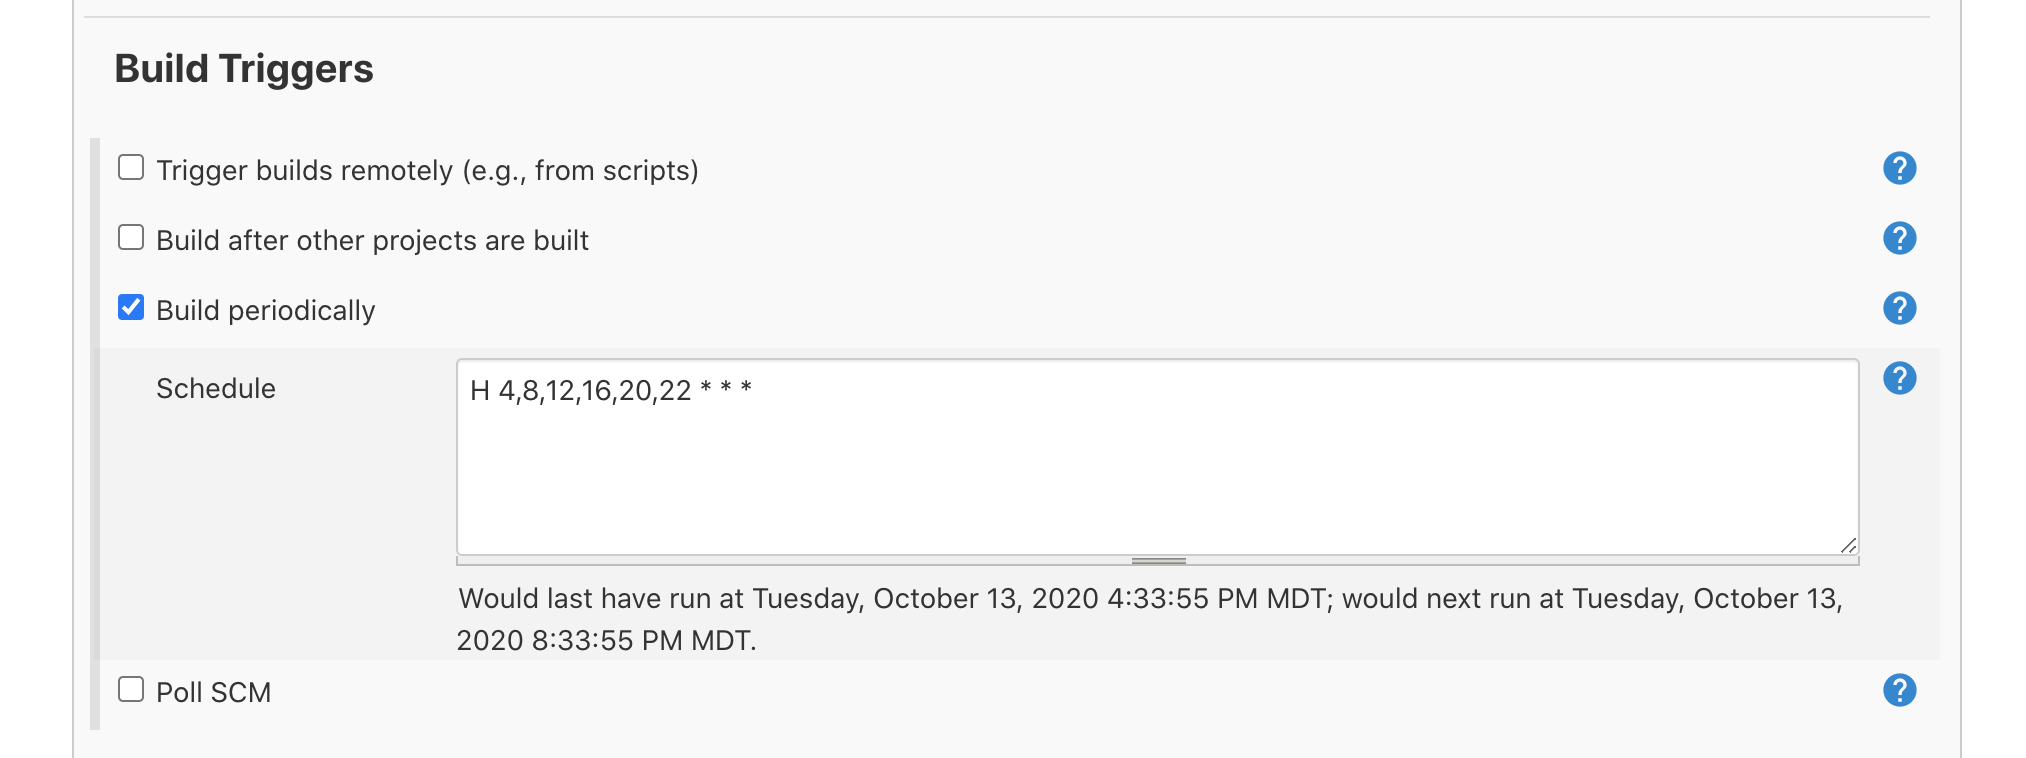 Build Triggers
Trigger builds remotely (e.g., from scripts)
?
Build after other projects are built
?
Build periodically
?
Schedule
H 4,8,12,16,20,22 * * *
?
Would last have run at Tuesday, October 13, 2020 4:33:55 PM MDT; would next run at Tuesday, October 13,
2020 8:33:55 PM MDT.
Poll SCM
?